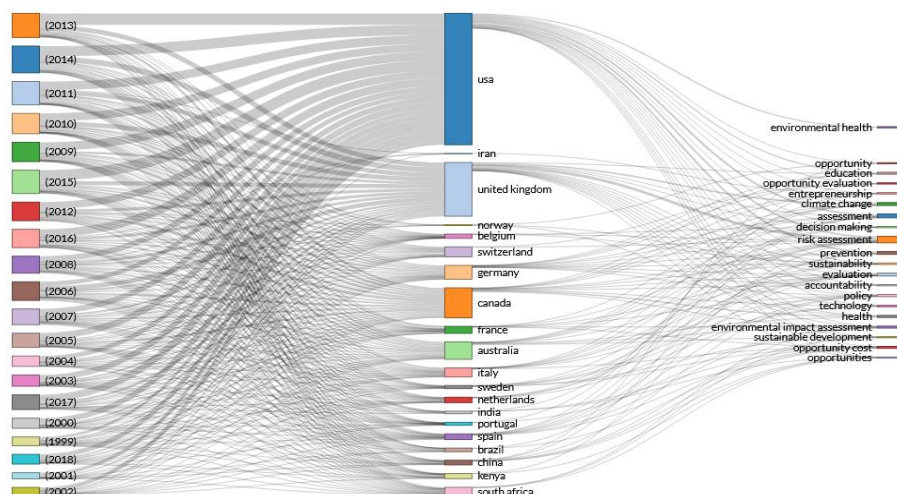 (2013)
(2014)
(2011)
(2010)
(2009)
(2015)
(2012)
(2016)
(2008)
(2006)
(2007)
(2005)
(2004)
(2003)
(2017)
(2000)
(1999)
(2018)
(2001)
(2002)
usa
iran
united kingdom
norway
belgium
switzerland
germany
canada
france
australia
italy
sweden
netherlands
india
portugal
spain
brazil
china
kenya
south africa
environmental health
opportunity
education
opportunity evaluation
entrepreneurship
climate change
assessment
decision making
risk assessment
prevention
sustainability
evaluation
accountability
policy
technology
health
environmental impact assessment
sustainable development
opportunity cost
opportunities